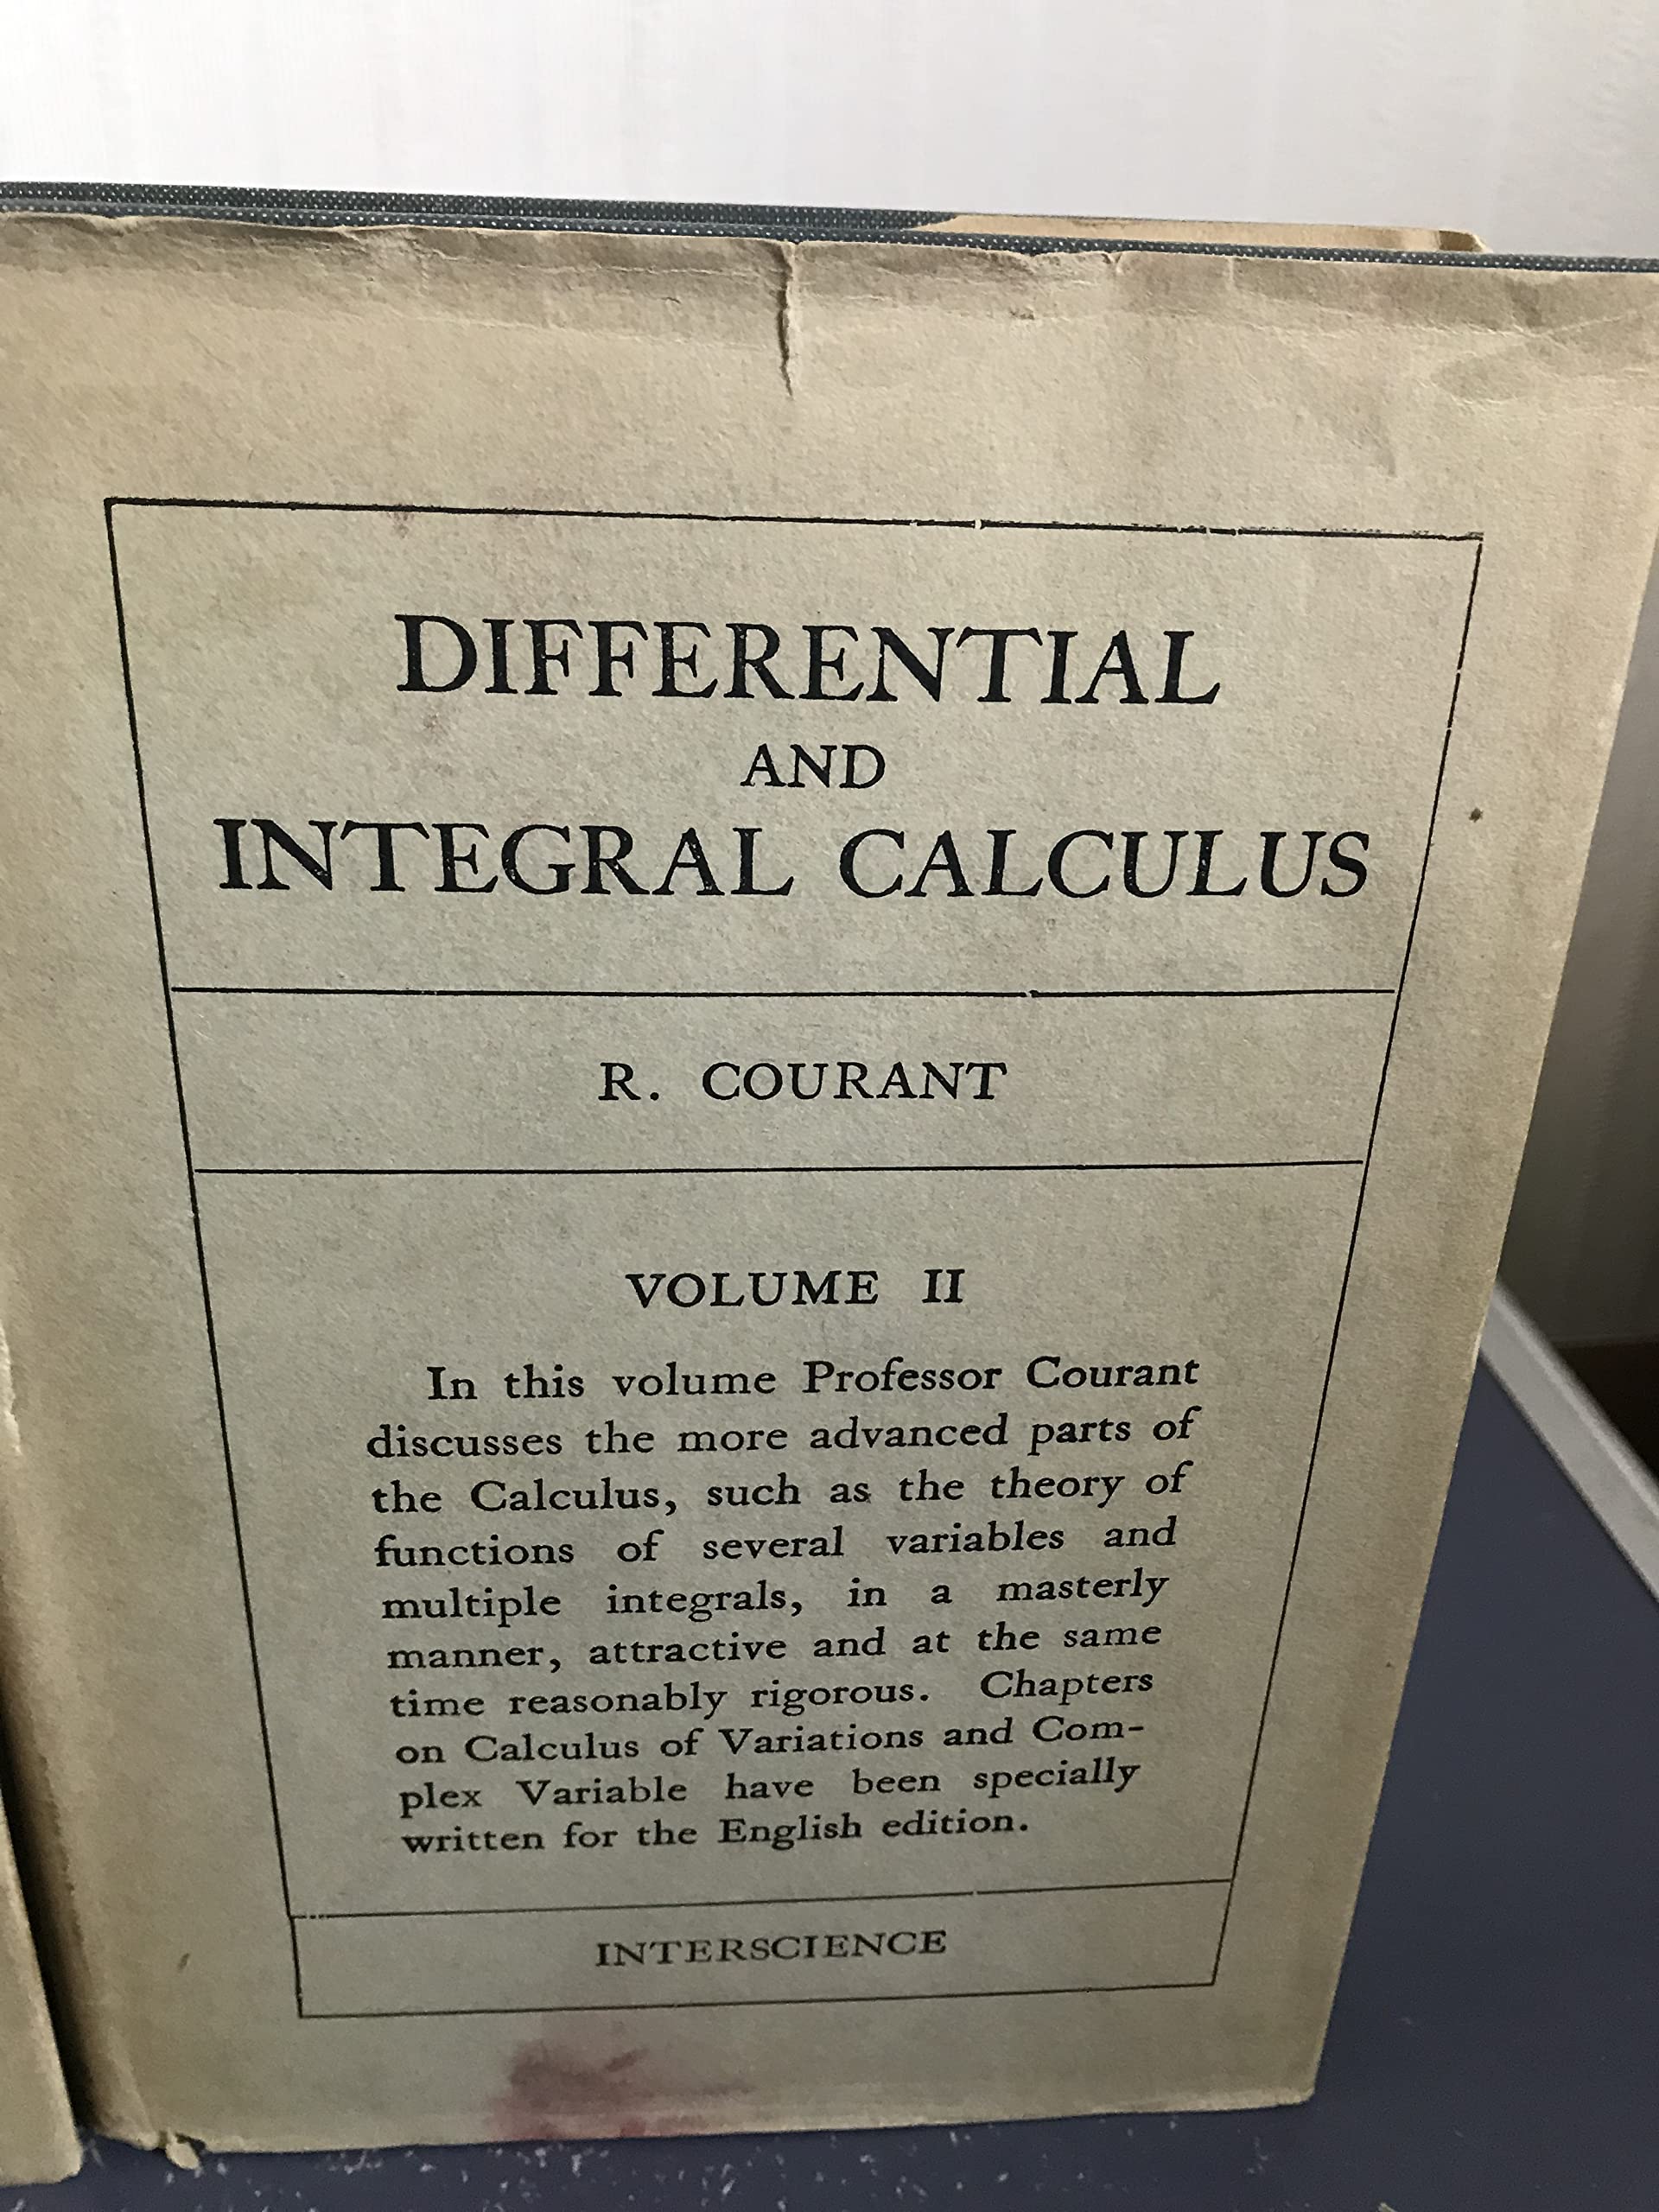 DIFFERENTIAL
AND
INTEGRAL CALCULUS
R. COURANT
VOLUME II
In this volume Professor Courant
discusses the more advanced parts of
the Calculus, such as the theory of
functions of several variables and
multiple integrals, in a masterly
manner, attractive and at the same
time reasonably rigorous. Chapters
on Calculus of Variations and Com-
plex Variable have been specially
written for the English edition.
INTERSCIENCE